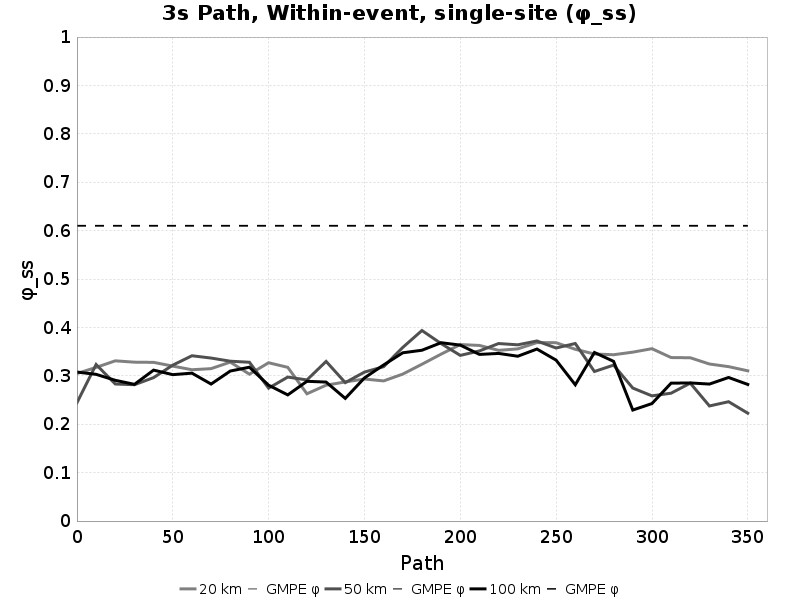 3s Path, Within-event, single-site (φ_ss)
1
0.9
0.8
0.7
0.6
0.5
0.4
0.3
0.2
0.1
0
φ_ss
0 50 100 150 200 250 300 350
Path
20 km GMPE φ 50 km GMPE φ 100 km GMPE φ